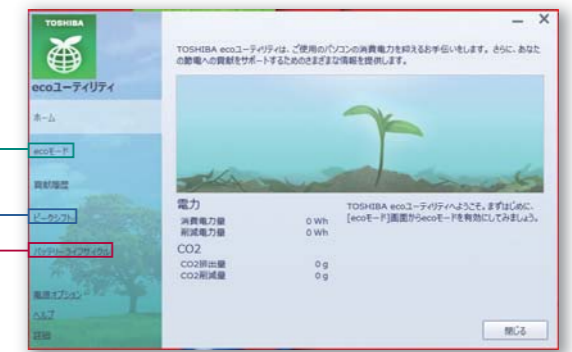 TOSHIBA
ecoユーティリティ
ホーム
ecoモード
貢献履歴
ピークシフト
バッテリーライフサイクル
電源オプション
ヘルプ
詳細
TOSHIBA ecoユーティリティは、ご使用のパソコンの消費電力を抑えるお手伝いをします。さらに、あなた
の節電への貢献をサポートするためのさまざまな情報を提供します。
電力
消費電力量 0 Wh
削減電力量 0 Wh
CO2
CO2排出量 0 g
CO2削減量 0 g
TOSHIBA ecoユーティリティへようこそ。まずはじめに、
[ecoモード]画面からecoモードを有効にしてみましょう。
閉じる